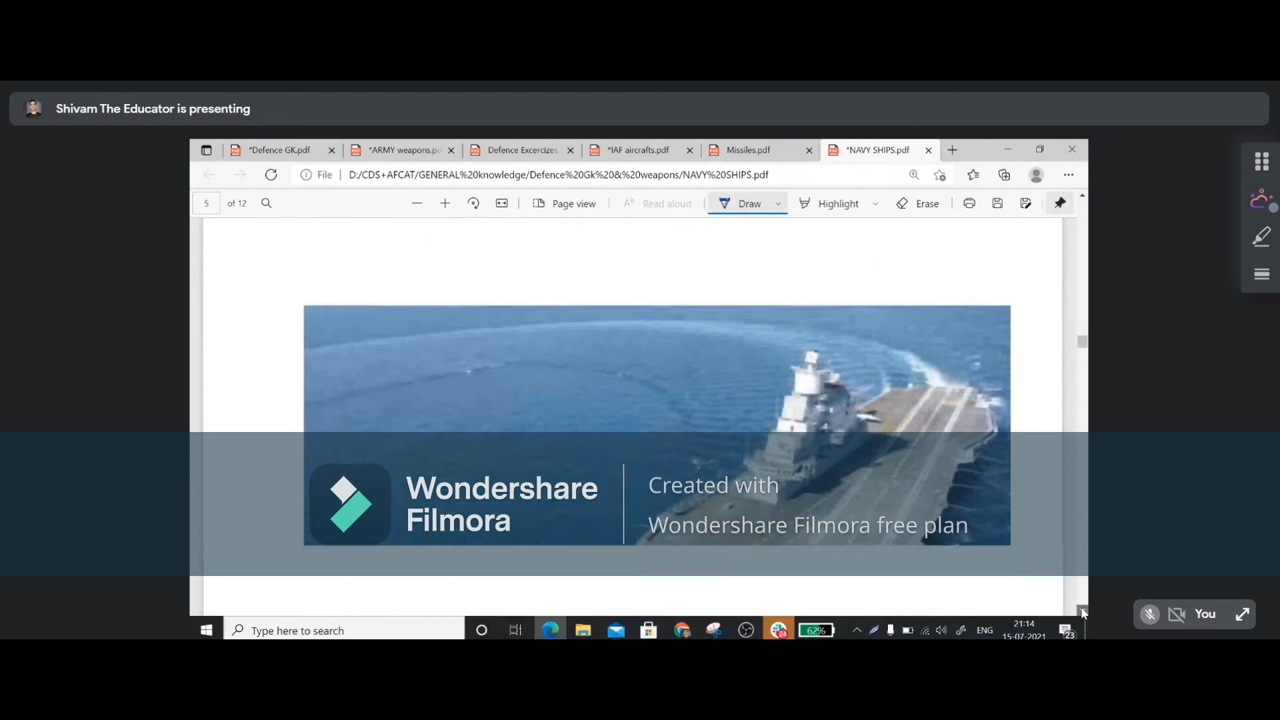 Shivam The Educator is presenting
*Defence GK.pdf
*ARMY weapons.pd
Defence Excercizes
*IAF aircrafts.pdf
Missiles.pdf
*NAVY SHIPS.pdf
File
D:/CDS+AFCAT/GENERAL%20knowledge/Defence%20Gk%20&%20weapons/NAVY%20SHIPS.pdf
5 of 12
Page view
Read aloud
Draw
Highlight
Erase
Wondershare
Filmora
Created with
Wondershare Filmora free plan
You
Type here to search
62%
ENG
21:14
15-07-2021
23